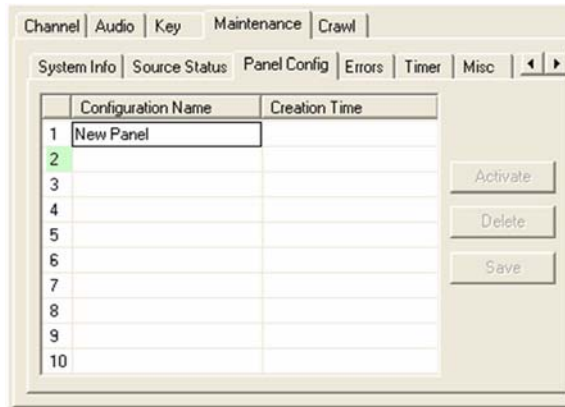 Channel Audio Key Maintenance Crawl
System Info Source Status Panel Config Errors Timer Misc
Configuration Name Creation Time
1 New Panel
2
3 Activate
4
5 Delete
6 Save
7
8
9
10